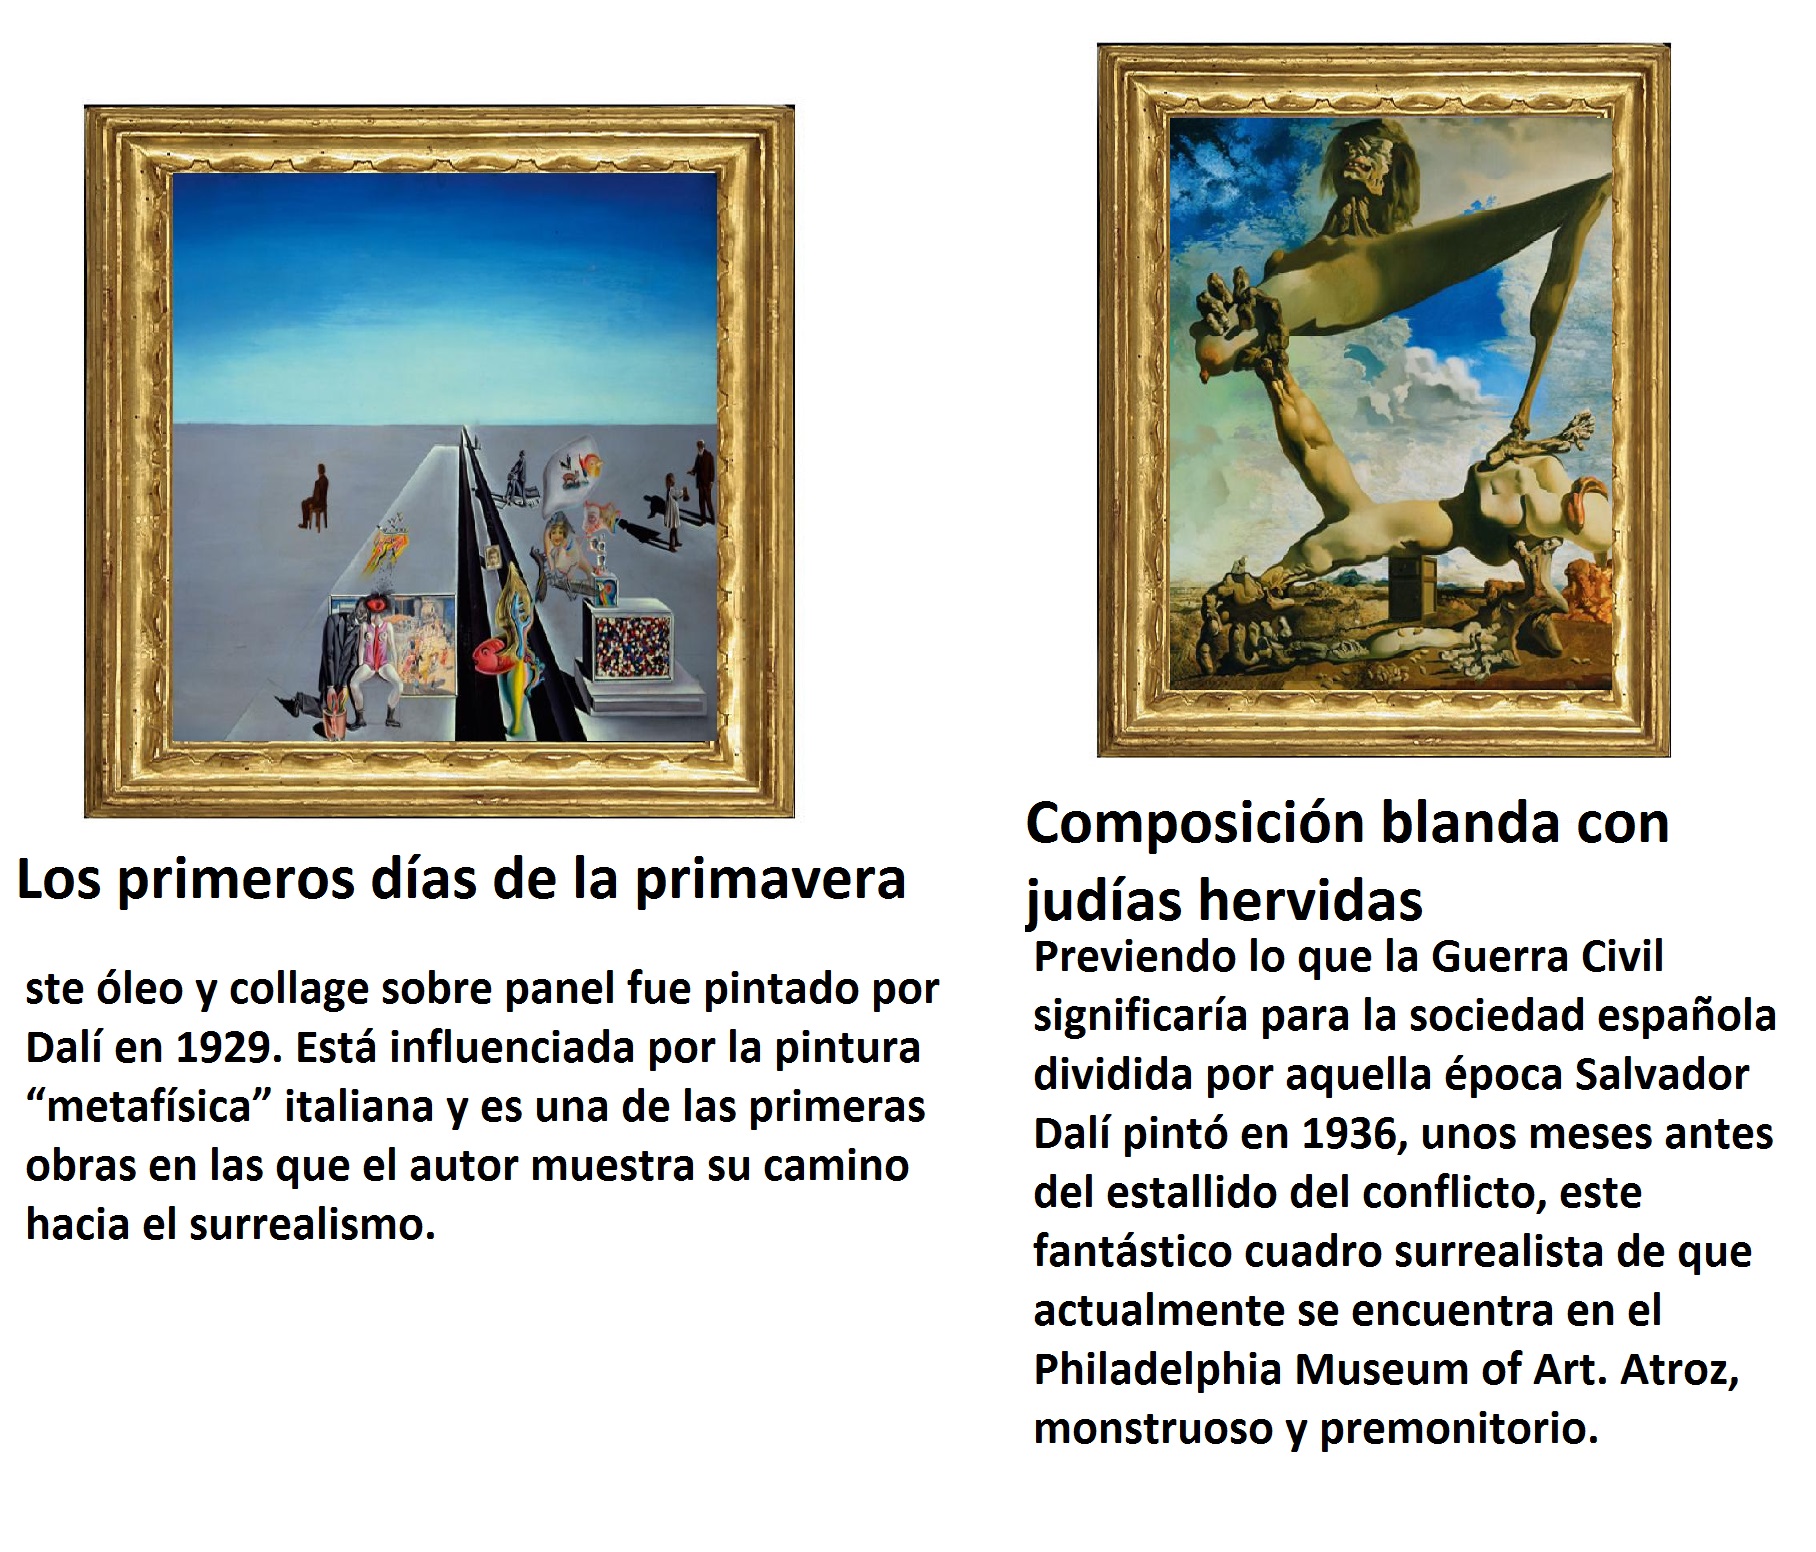 Los primeros días de la primavera
ste óleo y collage sobre panel fue pintado por
Dalí en 1929. Está influenciada por la pintura
“metafísica” italiana y es una de las primeras
obras en las que el autor muestra su camino
hacia el surrealismo.
Composición blanda con
judías hervidas
Previendo lo que la Guerra Civil
significaría para la sociedad española
dividida por aquella época Salvador
Dalí pintó en 1936, unos meses antes
del estallido del conflicto, este
fantástico cuadro surrealista de que
actualmente se encuentra en el
Philadelphia Museum of Art. Atroz,
monstruoso y premonitorio.